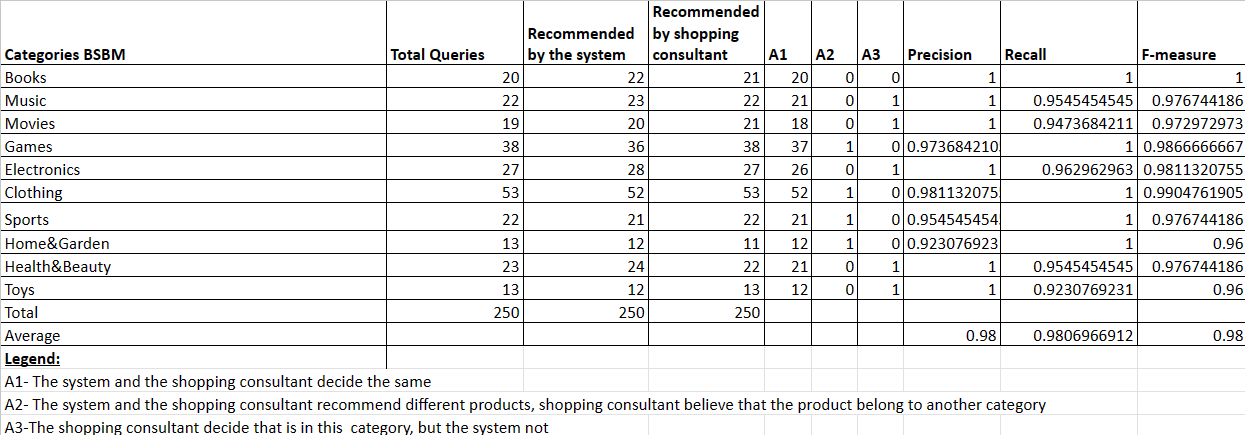 Categories BSBM Total Queries Recommended by the system Recommended by shopping consultant A1 A2 A3 Precision Recall F-measure
Books 20 22 21 20 0 0 1 1 1
Music 22 23 22 21 0 1 1 0.9545454545 0.976744186
Movies 19 20 21 18 0 1 1 0.9473684211 0.972972973
Games 38 36 38 37 1 0 0.973684210 1 0.9866666667
Electronics 27 28 27 26 0 1 1 0.962962963 0.9811320755
Clothing 53 52 53 52 1 0 0.981132075 1 0.9904761905
Sports 22 21 22 21 1 0 0.954545454 1 0.976744186
Home&Garden 13 12 11 12 1 0 0.923076923 1 0.96
Health&Beauty 23 24 22 21 0 1 1 0.9545454545 0.976744186
Toys 13 12 13 12 0 1 1 0.9230769231 0.96
Total 250 250 250
Average 0.98 0.9806966912 0.98
Legend:
A1- The system and the shopping consultant decide the same
A2- The system and the shopping consultant recommend different products, shopping consultant believe that the product belong to another category
A3-The shopping consultant decide that is in this category, but the system not